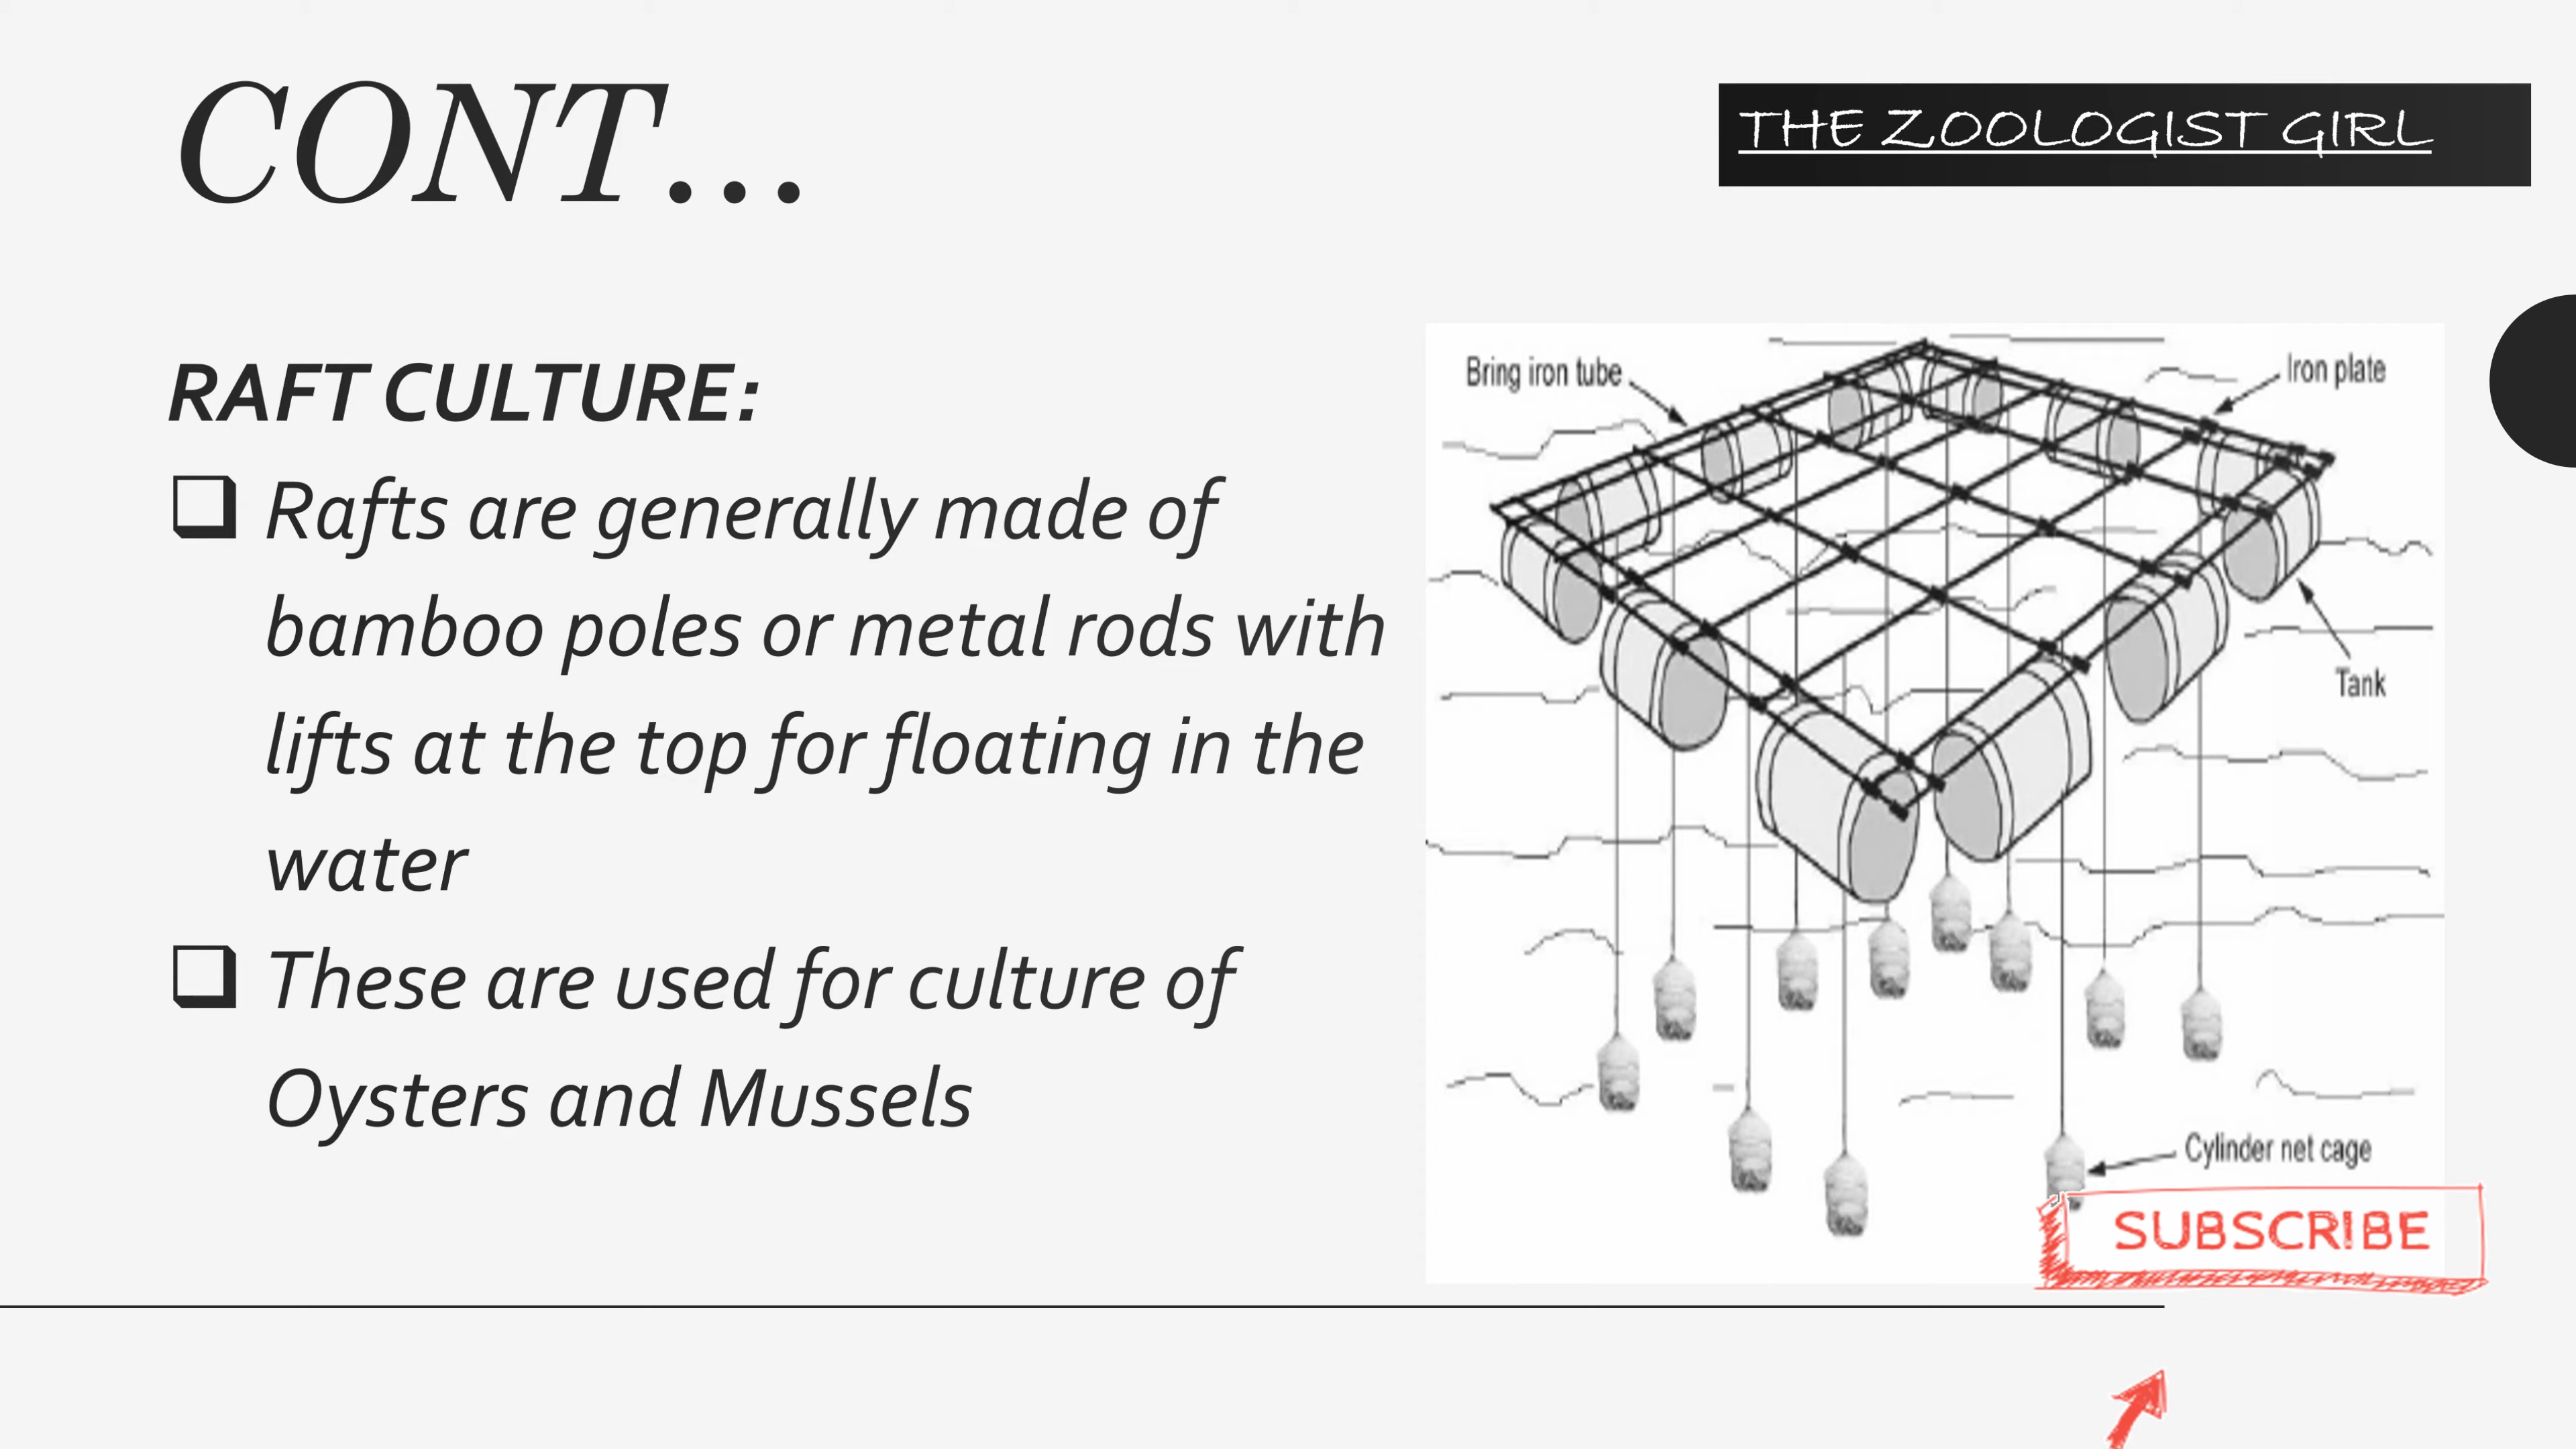 CONT...
THE ZOOLOGIST GIRL
RAFT CULTURE:
Rafts are generally made of
bamboo poles or metal rods with
lifts at the top for floating in the
water
These are used for culture of
Oysters and Mussels
Bring iron tube
Iron plate
Tank
Cylinder net cage
SUBSCRIBE